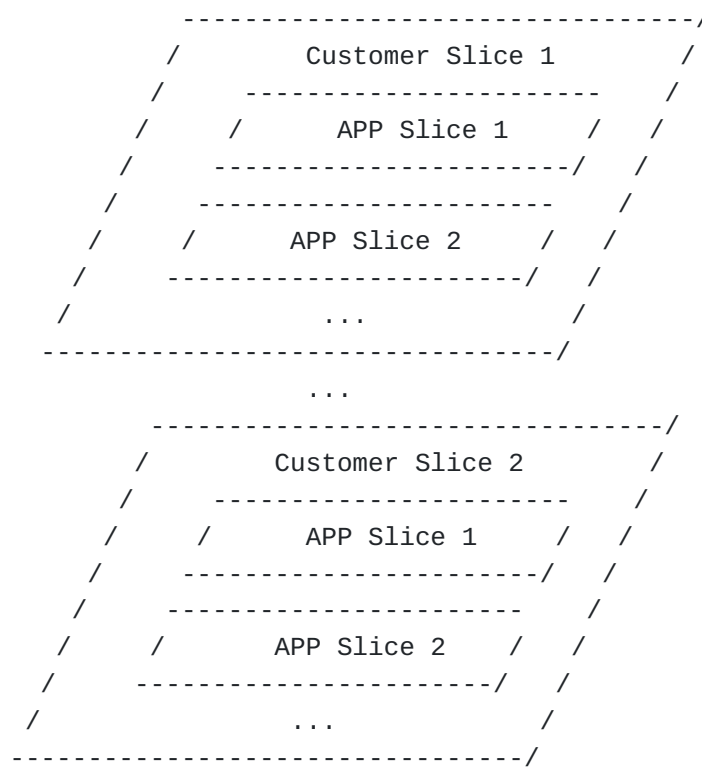 Customer Slice 1
APP Slice 1
APP Slice 2
...
...
Customer Slice 2
APP Slice 1
APP Slice 2
...